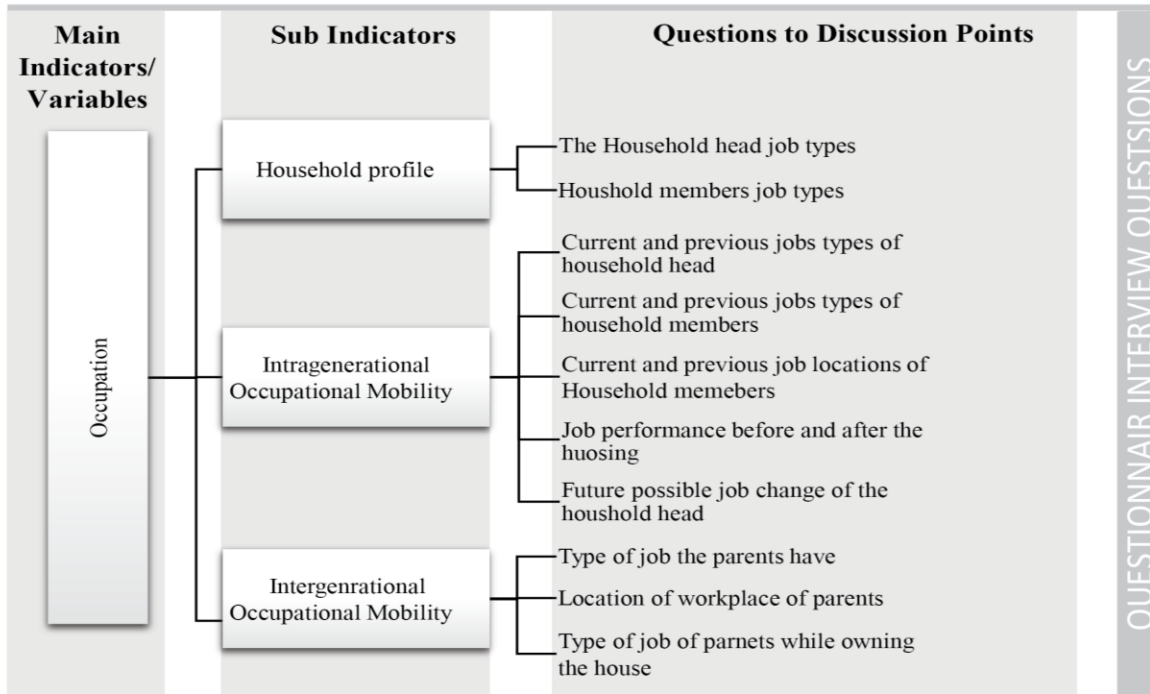 Main
Indicators/
Variables
Sub Indicators
Questions to Discussion Points
Occupation
Household profile
The Household head job types
Houshold members job types
Intragenerational
Occupational Mobility
Current and previous jobs types of
household head
Current and previous jobs types of
household members
Current and previous job locations of
Household memebers
Job performance before and after the
huosing
Future possible job change of the
houshold head
Intergenrational
Occupational Mobility
Type of job the parents have
Location of workplace of parents
Type of job of parnets while owning
the house
QUESTIONNAIR INTERVIEW QUESTSIONS